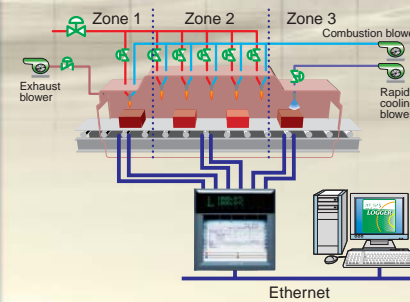 Zone 1
Zone 2
Zone 3
Combustion blowe
Exhaust
blower
Rapid
coolin
blowe
LOGGER
Ethernet